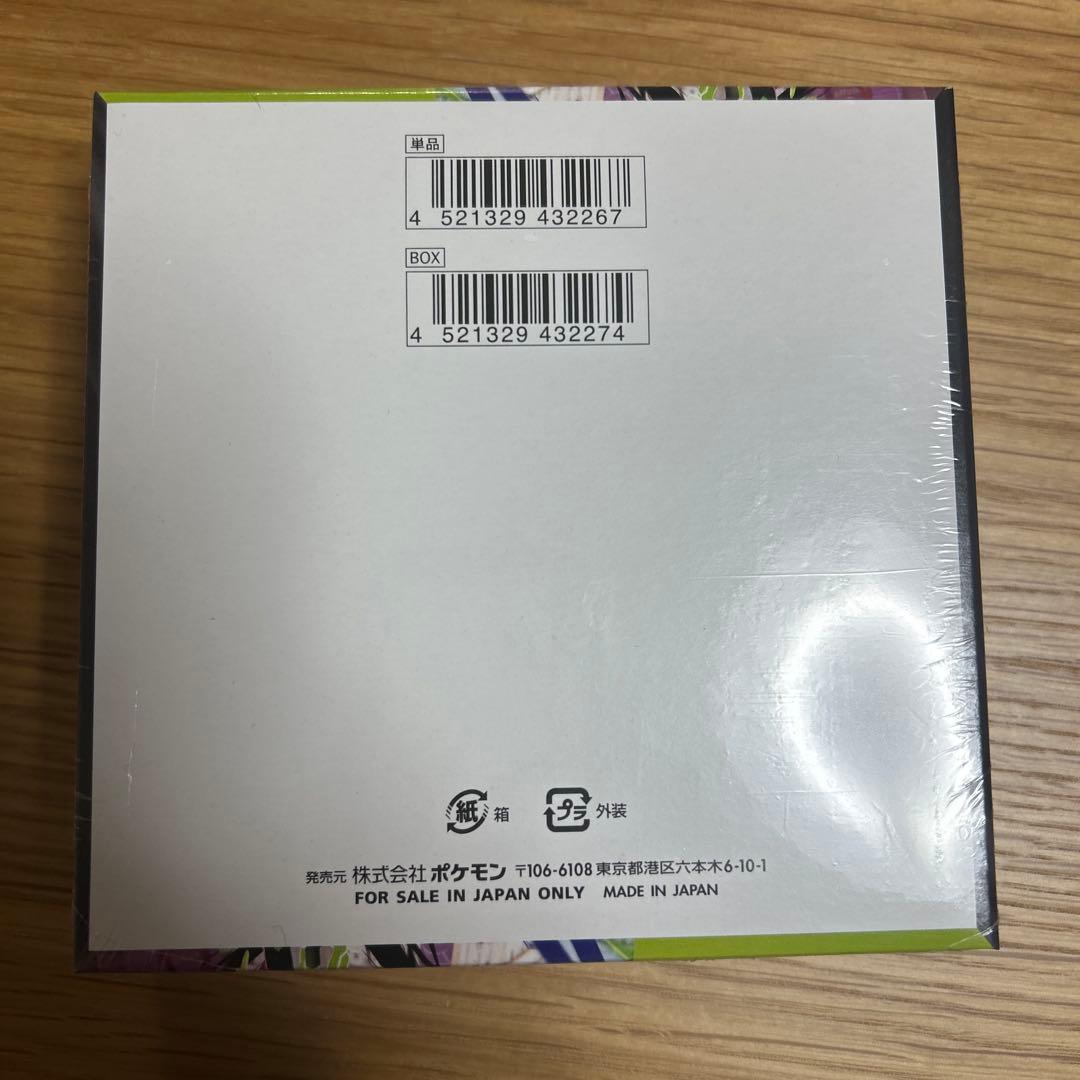 単品
4 521329 432267
BOX
4 521329 432274
紙 箱 プラ 外装
発売元 株式会社 ポケモン 〒106-6108 東京都港区六本木6-10-1
FOR SALE IN JAPAN ONLY MADE IN JAPAN